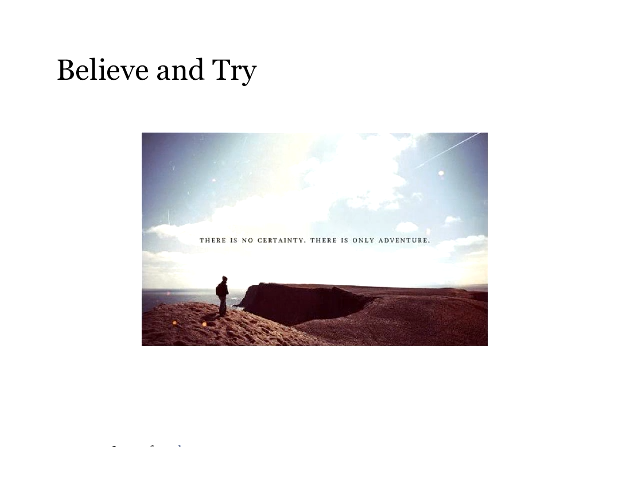 Believe and Try
THERE IS NO CERTAINTY. THERE IS ONLY ADVENTURE.